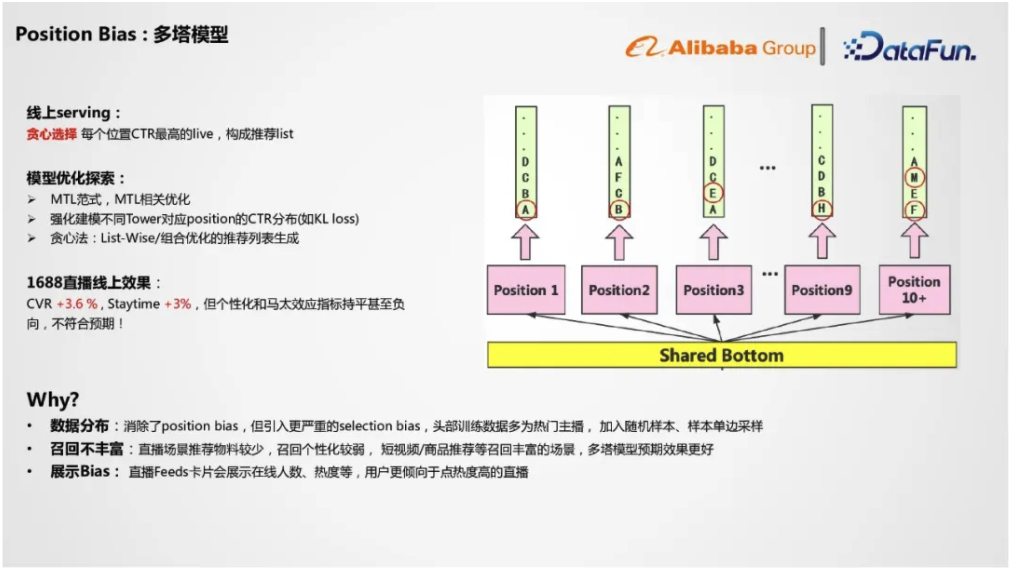 Position Bias : 多塔模型
Alibaba Group
DataFun.
线上serving：
贪心选择 每个位置CTR最高的live，构成推荐list
模型优化探索：
➢ MTL范式，MTL相关优化
➢ 强化建模不同Tower对应position的CTR分布(如KL loss)
➢ 贪心法：List-Wise/组合优化的推荐列表生成
1688直播线上效果：
CVR +3.6 % , Staytime +3%，但个性化和马太效应指标持平甚至负
向，不符合预期！
. . . D C B A
. . . A F C B
. . . D C E A
...
. . . C D B H
. . . A M E F
Position 1
Position2
Position3
...
Position9
Position
10+
Shared Bottom
Why?
• 数据分布：消除了position bias，但引入更严重的selection bias，头部训练数据多为热门主播， 加入随机样本、样本单边采样
• 召回不丰富：直播场景推荐物料较少，召回个性化较弱， 短视频/商品推荐等召回丰富的场景，多塔模型预期效果更好
• 展示Bias： 直播Feeds卡片会展示在线人数、热度等，用户更倾向于点热度高的直播